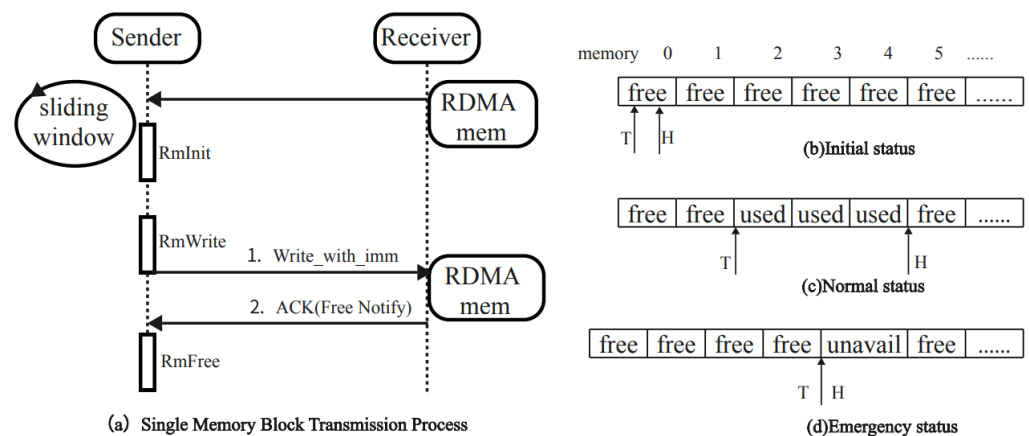 Sender
Receiver
sliding
window
RDMA
mem
RmInit
RmWrite
1. Write_with_imm
RDMA
mem
2. ACK(Free Notify)
RmFree
(a) Single Memory Block Transmission Process
memory 0 1 2 3 4 5 ......
free free free free free free ......
T H
(b)Initial status
free free used used used free ......
T H
(c)Normal status
free free free free unavail free ......
T H
(d)Emergency status